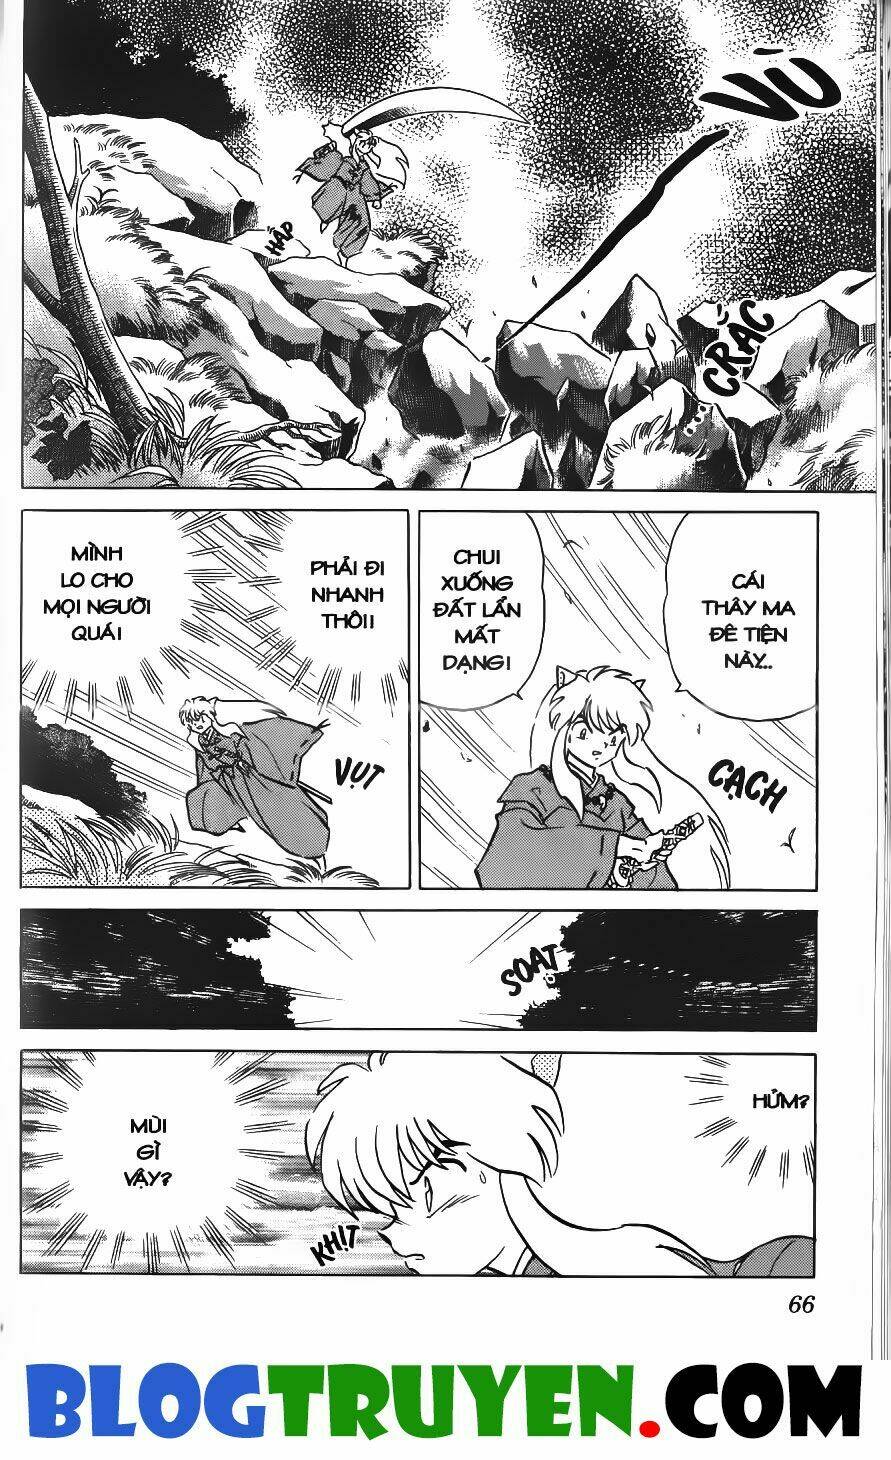 VÙ
HẤP
CRẮC
CÁI
THÂY MA
ĐÊ TIỆN
NÀY..
CHUI
XUỐNG
ĐẤT LẨN
MẤT
DẠNG!
CẠCH
PHẢI ĐI
NHANH
THÔI!
MÌNH
LO CHO
MỌI NGƯỜI
QUÁ!
VỤT
SOẠT
HỬM?
MÙI
GÌ
VẬY?
KHỊT
66
BLOGTRUYEN.COM